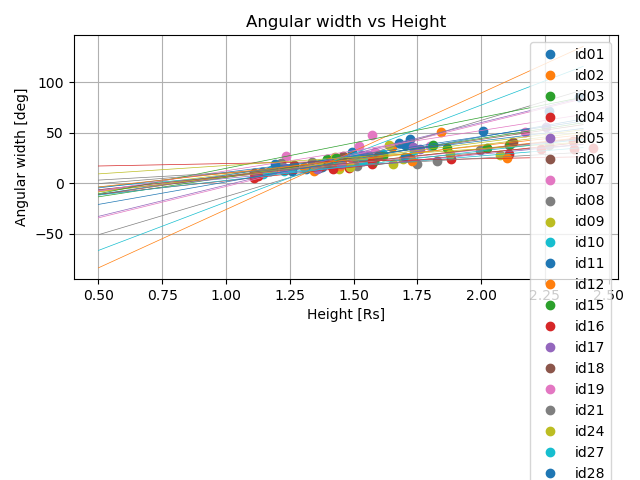 Angular width vs Height
Angular width [deg]
100
50
0
−50
0.50 0.75 1.00 1.25 1.50 1.75 2.00 2.25 2.50
Height [Rs]
id01
id02
id03
id04
id05
id06
id07
id08
id09
id10
id11
id12
id15
id16
id17
id18
id19
id21
id24
id27
id28